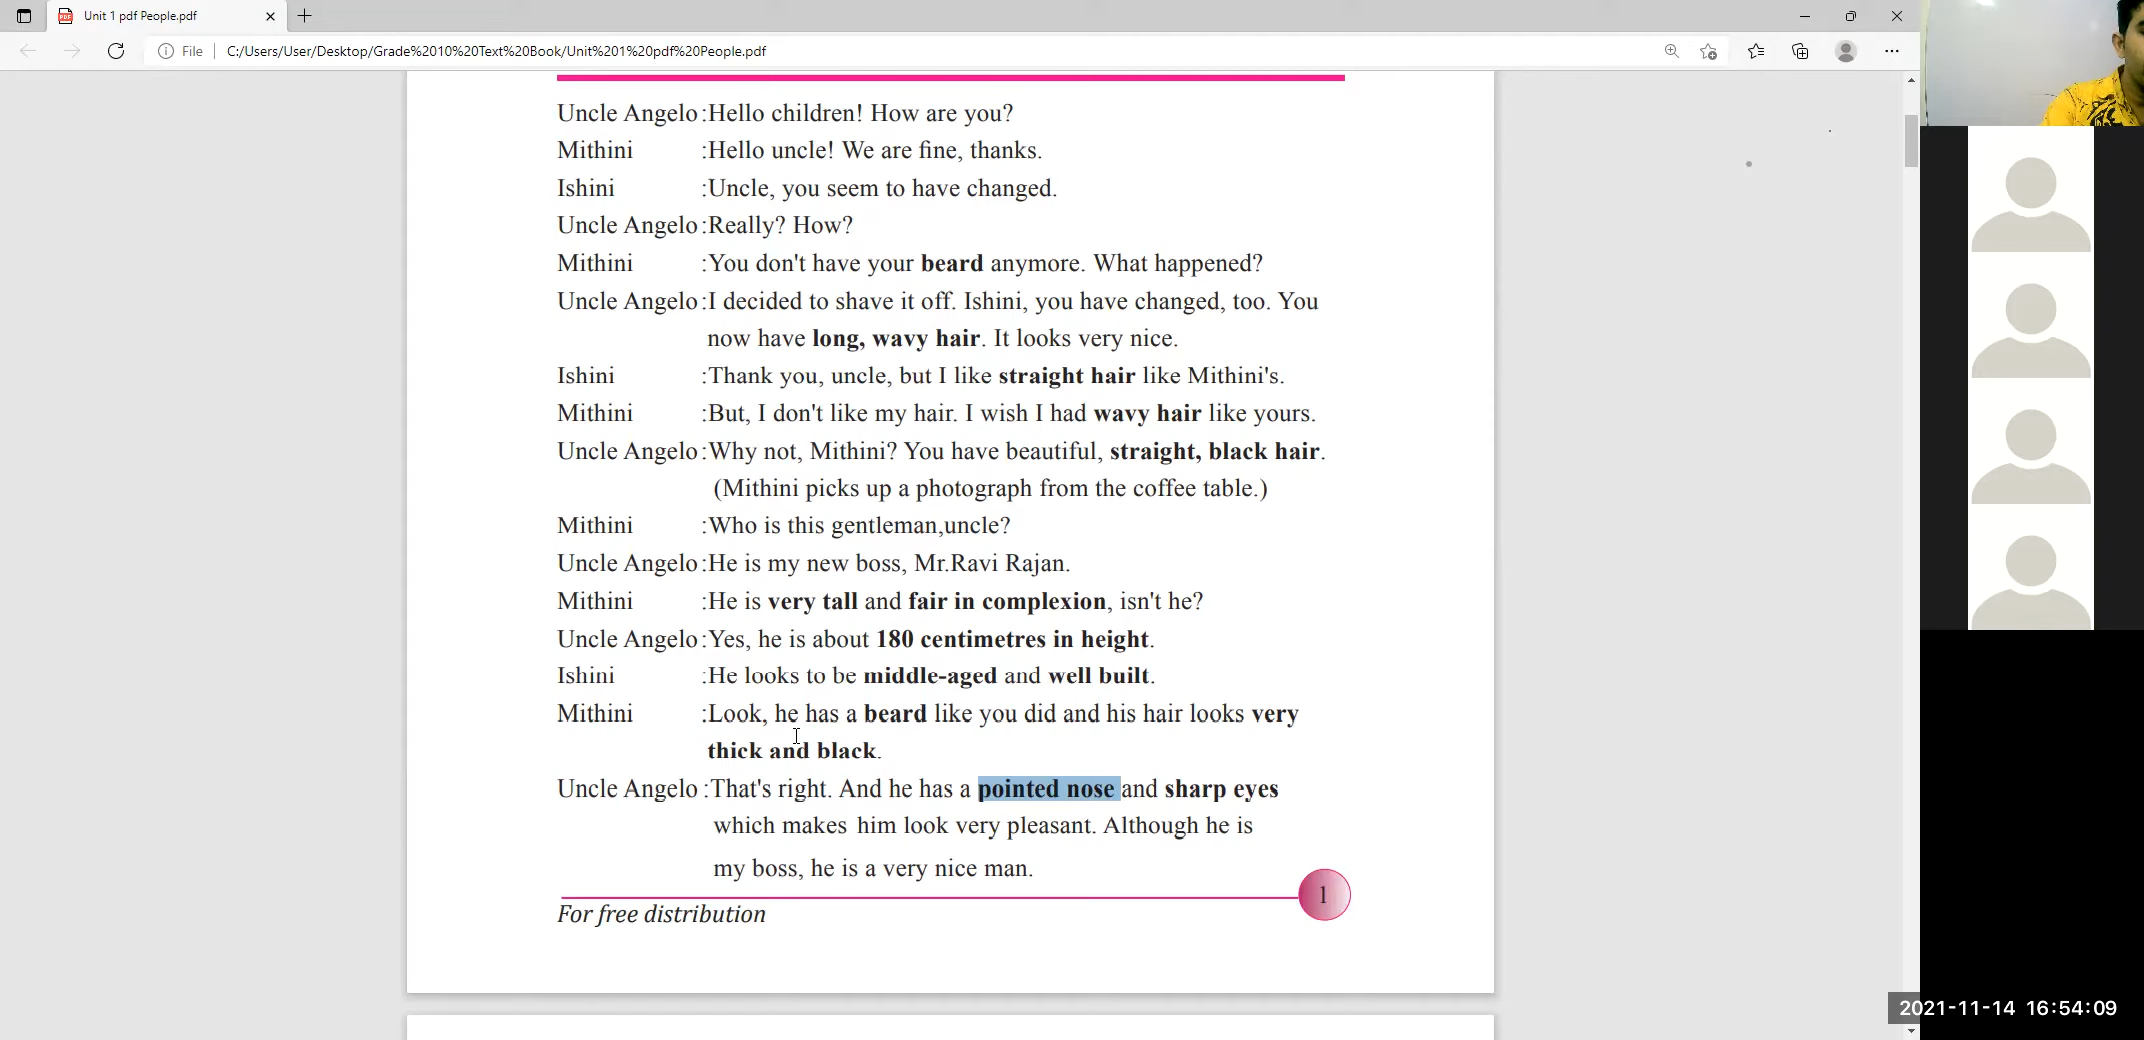 Unit 1 pdf People.pdf
File
C:/Users/User/Desktop/Grade%2010%20Text%20Book/Unit%201%20pdf%20People.pdf
Uncle Angelo :Hello children! How are you?
Mithini :Hello uncle! We are fine, thanks.
Ishini :Uncle, you seem to have changed.
Uncle Angelo :Really? How?
Mithini :You don't have your beard anymore. What happened?
Uncle Angelo :I decided to shave it off. Ishini, you have changed, too. You
now have long, wavy hair. It looks very nice.
Ishini :Thank you, uncle, but I like straight hair like Mithini's.
Mithini :But, I don't like my hair. I wish I had wavy hair like yours.
Uncle Angelo :Why not, Mithini? You have beautiful, straight, black hair.
(Mithini picks up a photograph from the coffee table.)
Mithini :Who is this gentleman,uncle?
Uncle Angelo :He is my new boss, Mr.Ravi Rajan.
Mithini :He is very tall and fair in complexion, isn't he?
Uncle Angelo :Yes, he is about 180 centimetres in height.
Ishini :He looks to be middle-aged and well built.
Mithini :Look, he has a beard like you did and his hair looks very
thick and black.
Uncle Angelo :That's right. And he has a pointed nose and sharp eyes
which makes him look very pleasant. Although he is
my boss, he is a very nice man.
1
For free distribution
2021-11-14 16:54:09